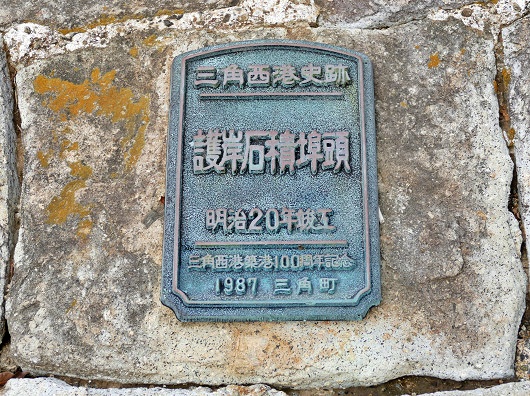 三角西港史跡
護岸石積埠頭
明治20年竣工
三角西港築港100周年記念
1987 三角町